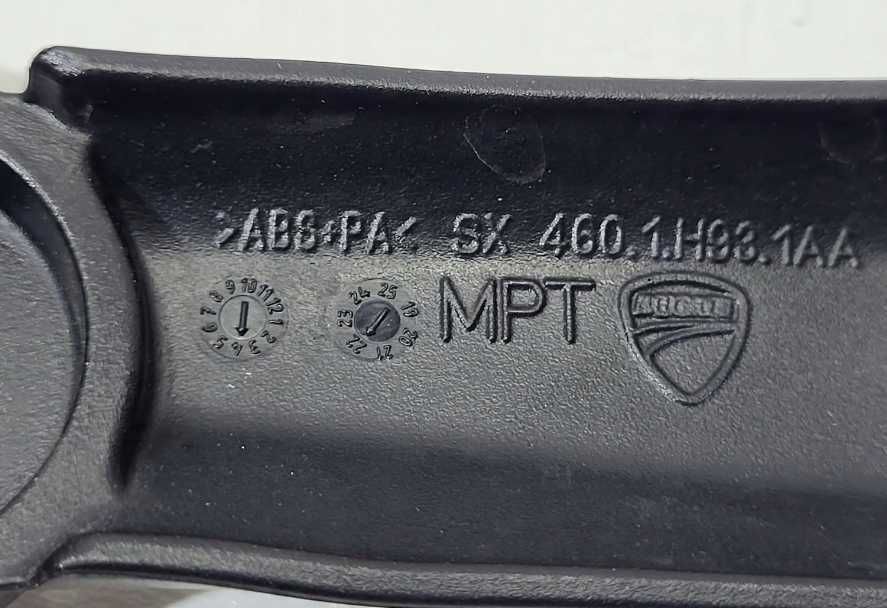 >ABS+PA< SX 460.1.H93.1AA
9 10 11 12 1 2 3 4 5 6 7 8
24 25 19 20 21 22 23
MPT
DUCATI